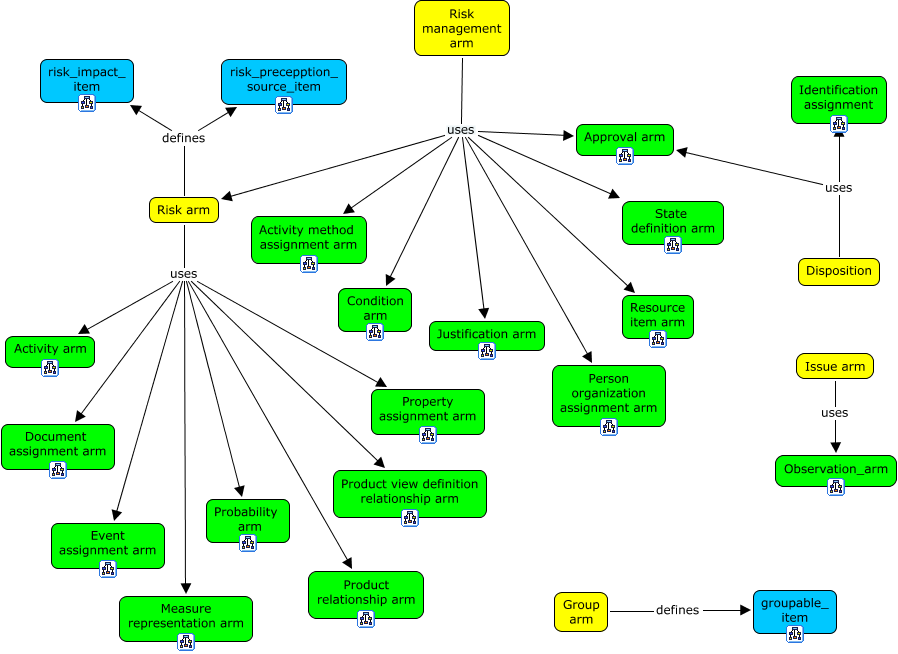 Risk
management
arm
risk_impact_
item
risk_preception_
source_item
Identification
assignment
defines
uses
Approval arm
uses
Risk arm
Activity method
assignment arm
State
definition arm
uses
Disposition
Condition
arm
Resource
item arm
Justification arm
Activity arm
Issue arm
Person
organization
assignment arm
Property
assignment arm
uses
Document
assignment arm
Observation_arm
Product view definition
relationship arm
Probability
arm
Event
assignment arm
Product
relationship arm
Measure
representation arm
Group
arm
defines
groupable_
item